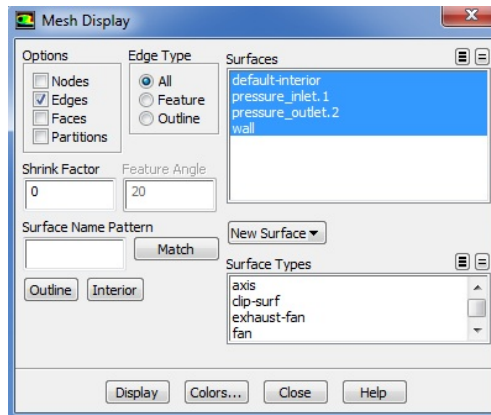 Mesh Display
Options
Nodes
Edges
Faces
Partitions
Edge Type
All
Feature
Outline
Shrink Factor
0
Feature Angle
20
Surface Name Pattern
Match
Outline Interior
Surfaces
default-interior
pressure_inlet.1
pressure_outlet.2
wall
New Surface
Surface Types
axis
clip-surf
exhaust-fan
fan
Display Colors... Close Help